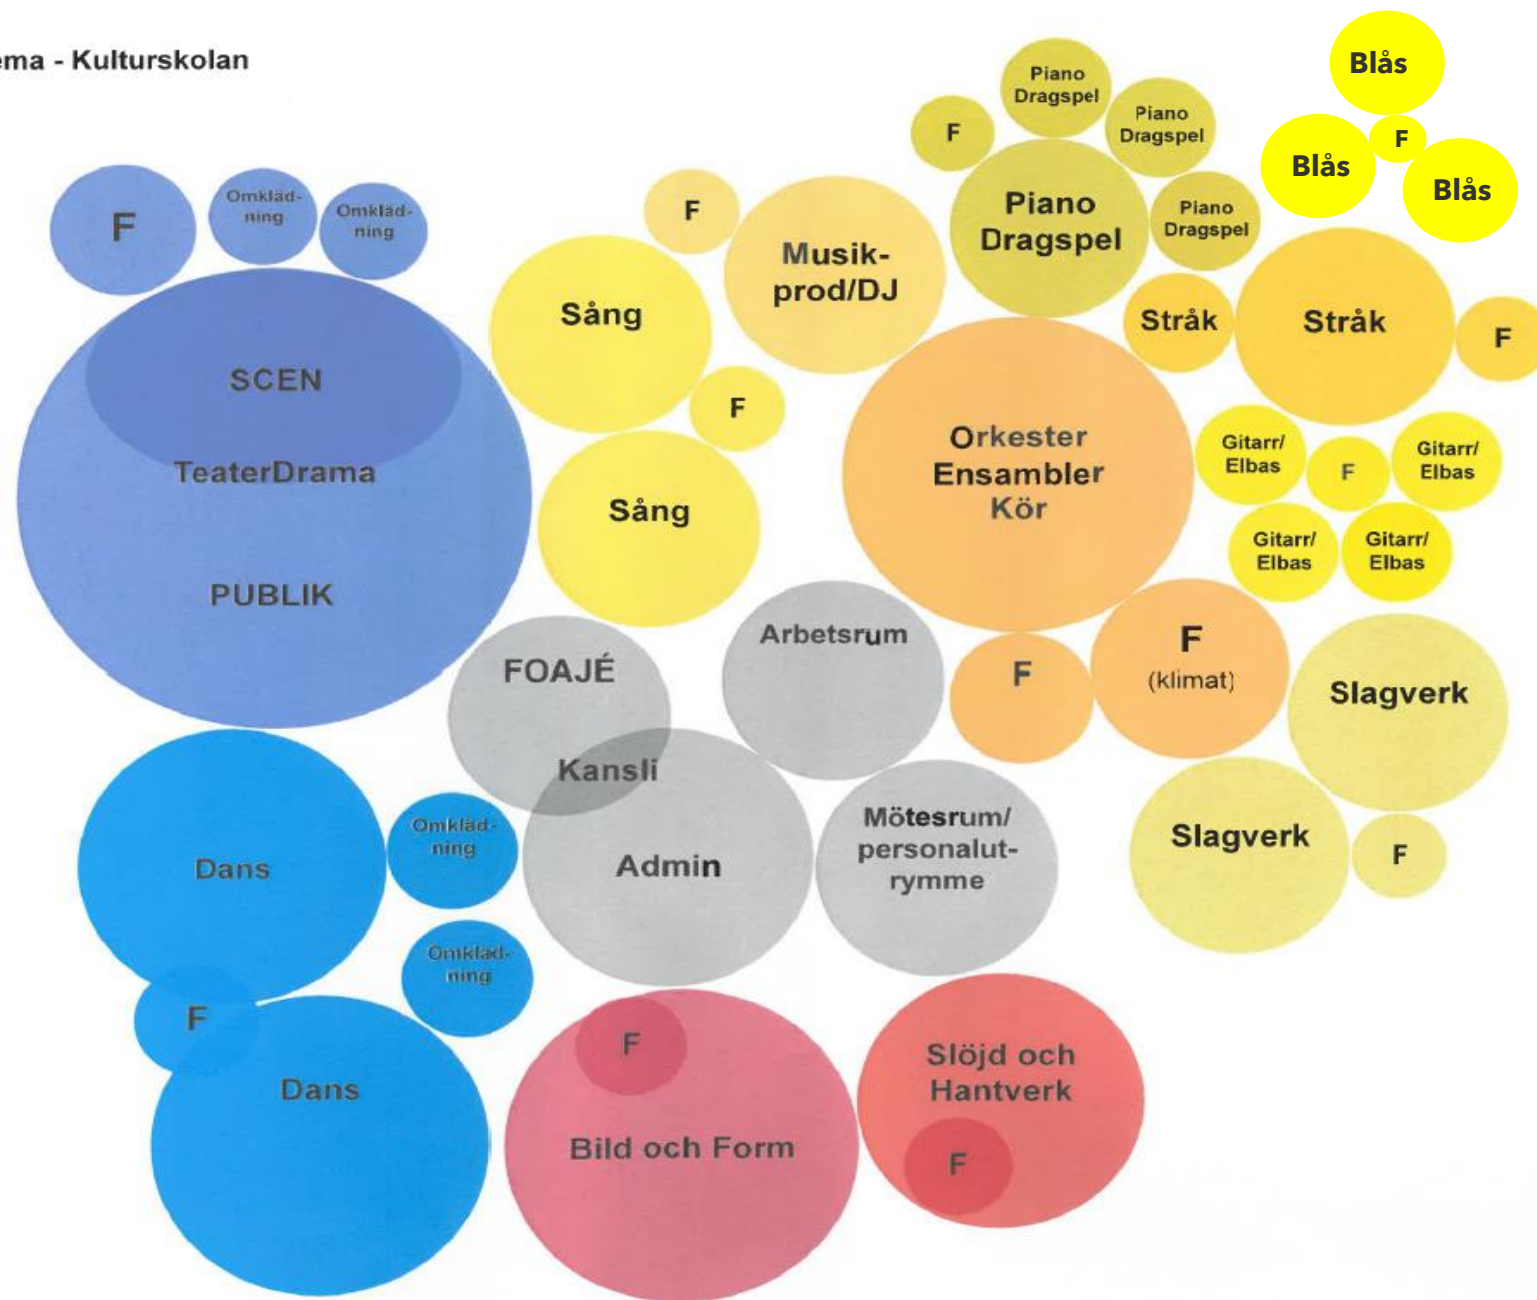 ema - Kulturskolan
Blås
F
Blås
Blås
Piano
Dragspel
F
Piano
Dragspel
Piano
Dragspel
Piano
Dragspel
F
Omkläd-
ning
Omkläd-
ning
F
Musik-
prod/DJ
Sång
F
Sång
Stråk
Stråk
F
SCEN
TeaterDrama
PUBLIK
Orkester
Ensambler
Kör
Gitarr/
Elbas
F
Gitarr/
Elbas
Gitarr/
Elbas
Gitarr/
Elbas
FOAJÉ
Kansli
Admin
Arbetsrum
F
F
(klimat)
Slagverk
Slagverk
F
Mötesrum/
personalut-
rymme
Dans
Omkläd-
ning
Omkläd-
ning
F
Dans
F
Bild och Form
Slöjd och
Hantverk
F